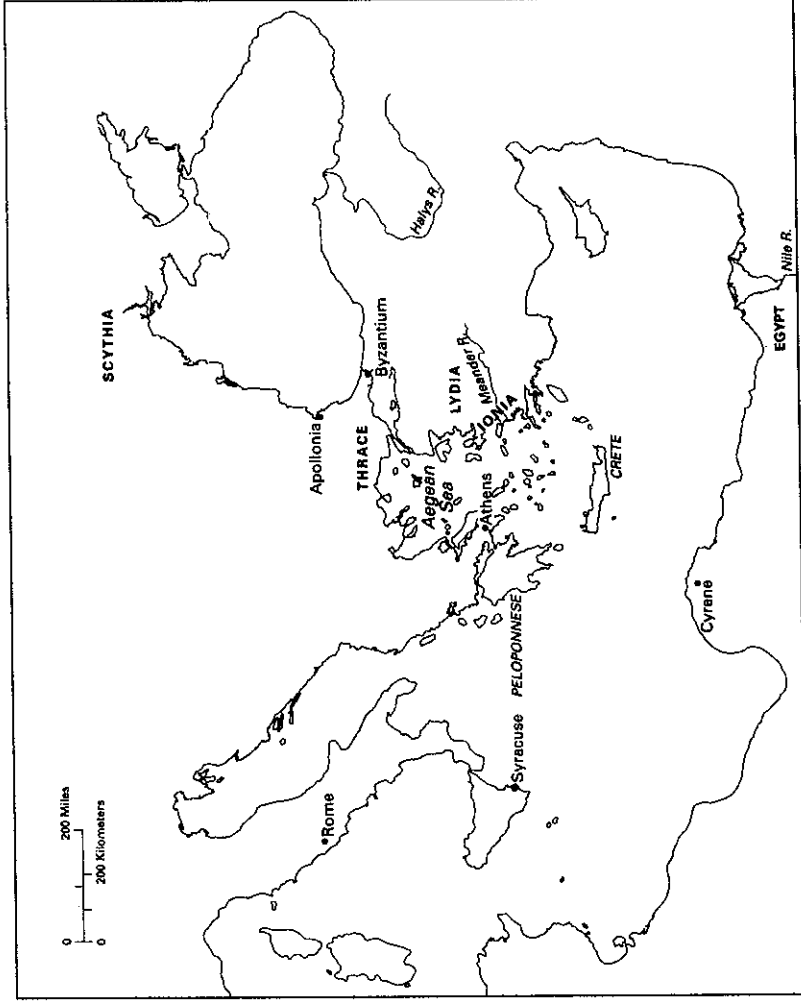 SCYTHIA
200 Miles
0
200 Kilometers
0
Apollonia
THRACE
Byzantium
Halys R.
Rome
Aegean
Sea
LYDIA
Meander R.
IONIA
Athens
Syracuse
PELOPONNESE
CRETE
Cyrane
EGYPT
Nile R.